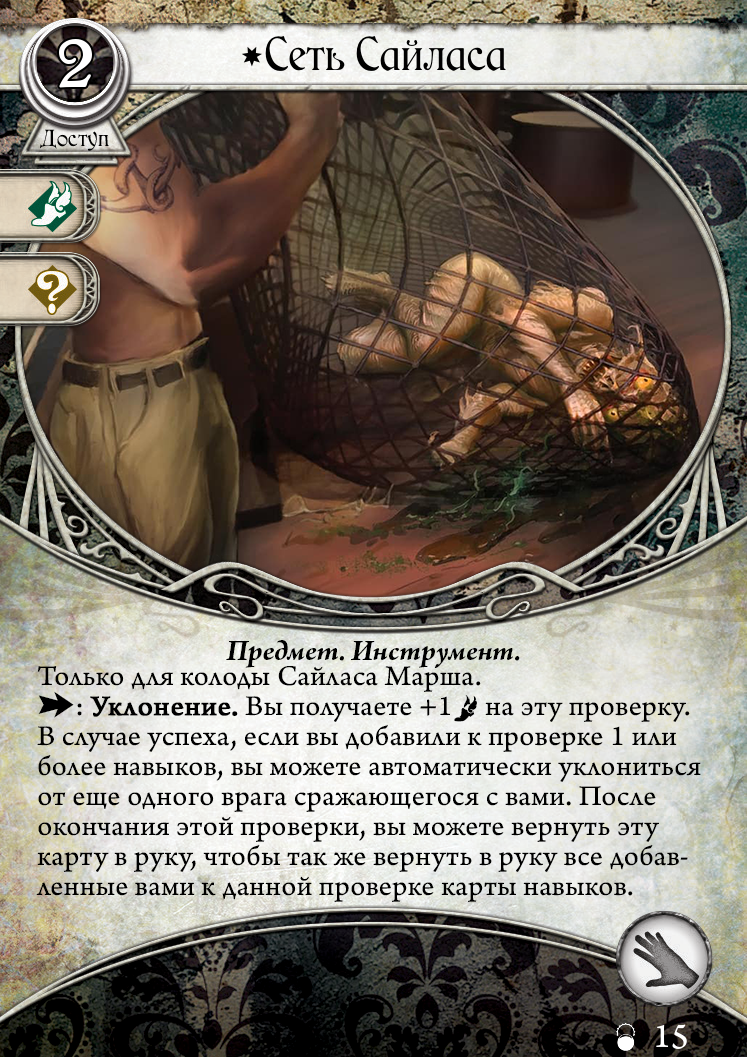 2
✷Сеть Сайласа
Доступ
?
Предмет. Инструмент.
Только для колоды Сайласа Марша.
: Уклонение. Вы получаете +1 на эту проверку.
В случае успеха, если вы добавили к проверке 1 или
более навыков, вы можете автоматически уклониться
от еще одного врага сражающегося с вами. После
окончания этой проверки, вы можете вернуть эту
карту в руку, чтобы так же вернуть в руку все добав-
ленные вами к данной проверке карты навыков.
15